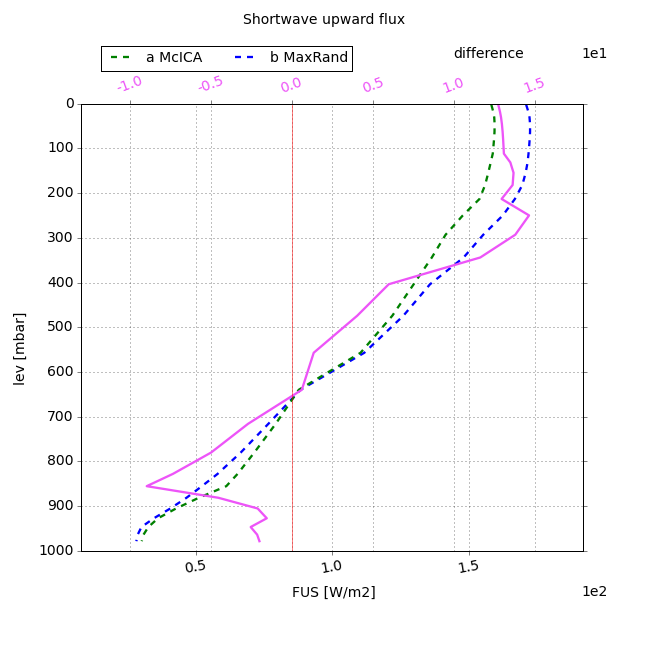 Shortwave upward flux
a McICA b MaxRand difference 1e1
-1.0 -0.5 0.0 0.5 1.0 1.5
0
100
200
300
400
500
600
700
800
900
1000
lev [mbar]
0.5 1.0 1.5
FUS [W/m2] 1e2